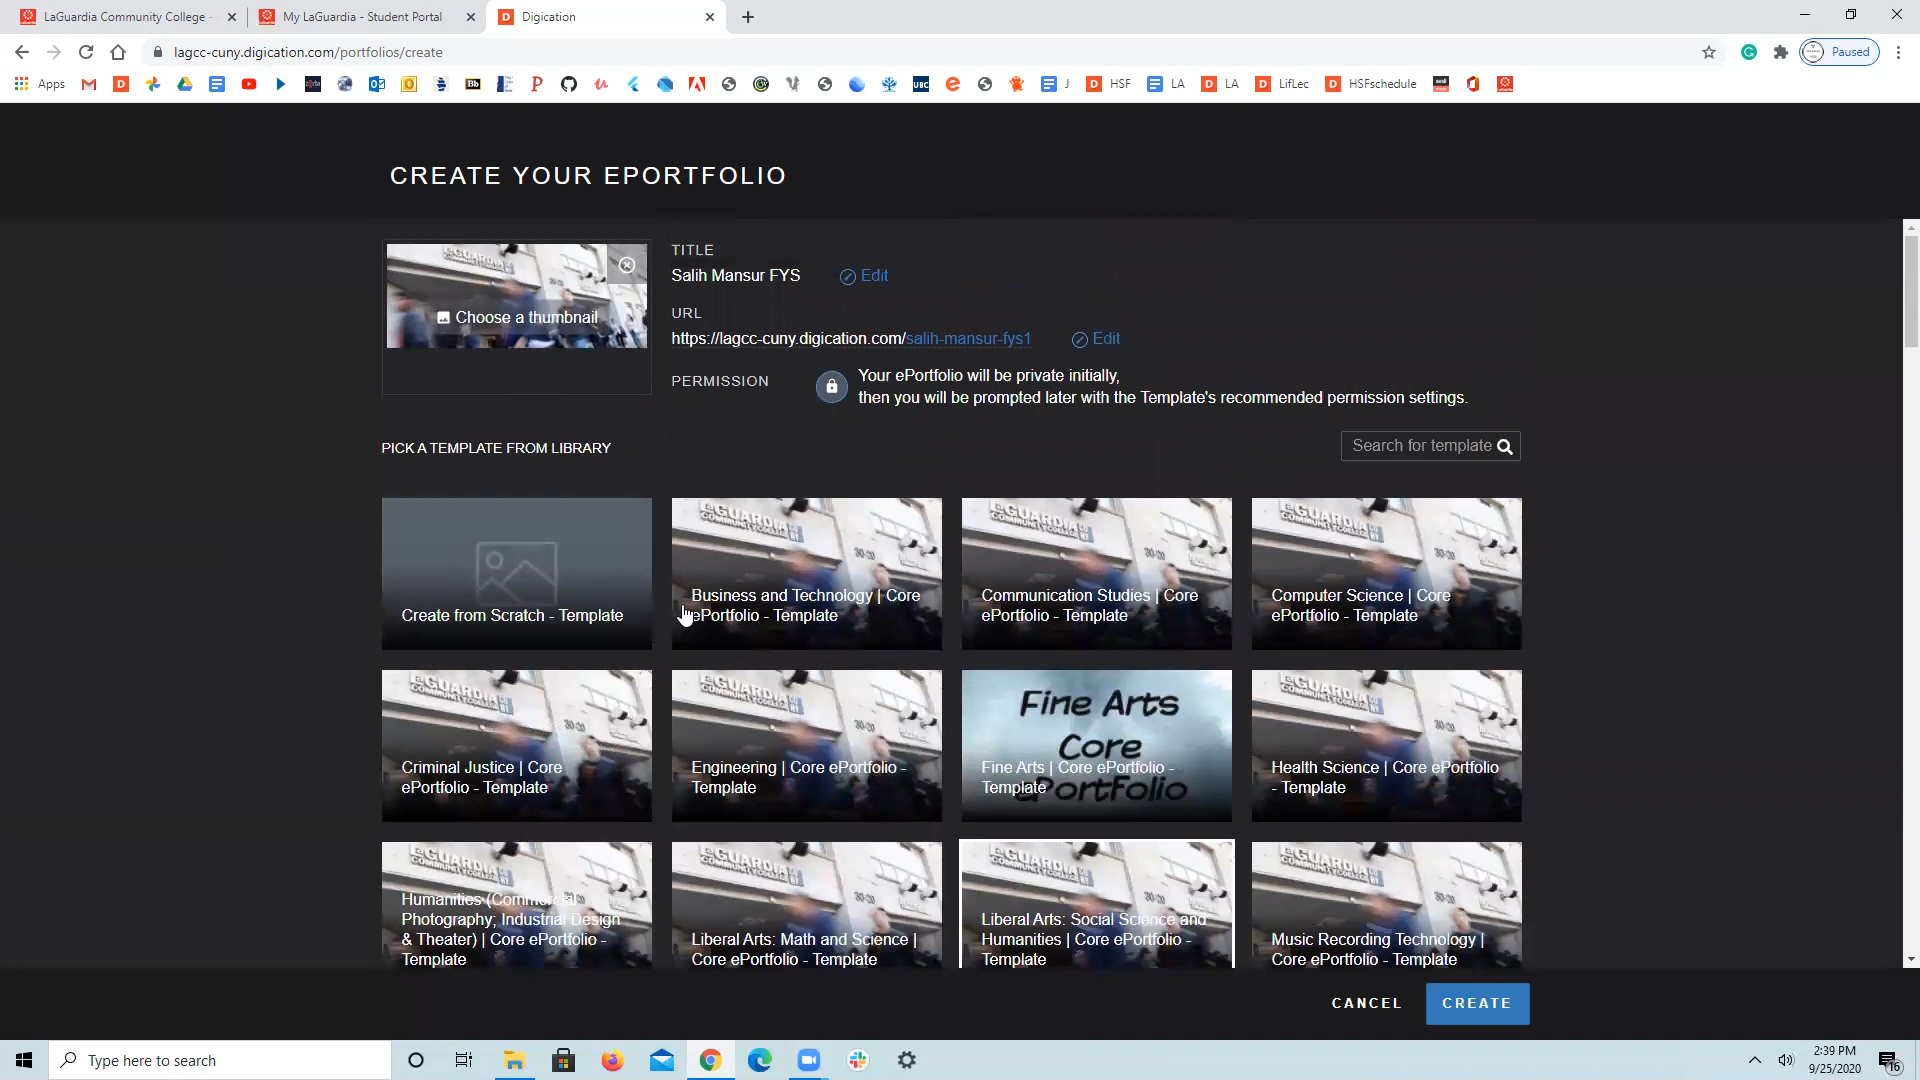 LaGuardia Community College -
My LaGuardia - Student Portal
Digication
lagcc-cuny.digication.com/portfolios/create
Paused
Apps
Bb
UBC
J
HSF
LA
LA
LifLec
HSFschedule
CREATE YOUR EPORTFOLIO
Choose a thumbnail
TITLE
Salih Mansur FYS
Edit
URL
https://lagcc-cuny.digication.com/salih-mansur-fys1
Edit
PERMISSION
Your ePortfolio will be private initially,
then you will be prompted later with the Template's recommended permission settings.
PICK A TEMPLATE FROM LIBRARY
Search for template
Create from Scratch - Template
Business and Technology | Core
ePortfolio - Template
Communication Studies | Core
ePortfolio - Template
Computer Science | Core
ePortfolio - Template
Criminal Justice | Core
ePortfolio - Template
Engineering | Core ePortfolio -
Template
Fine Arts
Core
ePortfolio
Fine Arts | Core ePortfolio -
Template
Health Science | Core ePortfolio
- Template
Humanities (Commercial
Photography; Industrial Design
& Theater) | Core ePortfolio -
Template
Liberal Arts: Math and Science |
Core ePortfolio - Template
Liberal Arts: Social Science and
Humanities | Core ePortfolio -
Template
Music Recording Technology |
Core ePortfolio - Template
CANCEL
CREATE
Type here to search
2:39 PM
9/25/2020
16